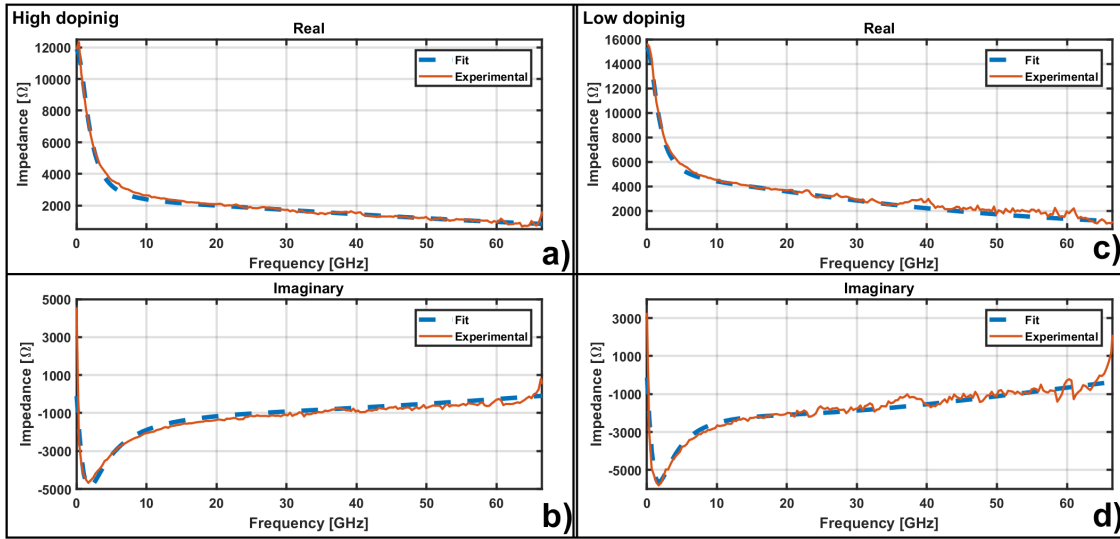 High dopinig
Real
12000
10000
8000
6000
4000
2000
0 10 20 30 40 50 60
Impedance [Ω]
Frequency [GHz]
Fit
Experimental
a)
Low dopinig
Real
16000
14000
12000
10000
8000
6000
4000
2000
0 10 20 30 40 50 60
Impedance [Ω]
Frequency [GHz]
Fit
Experimental
c)
Imaginary
5000
3000
1000
-1000
-3000
-5000
0 10 20 30 40 50 60
Impedance [Ω]
Frequency [GHz]
Fit
Experimental
b)
Imaginary
3000
1000
-1000
-3000
-5000
0 10 20 30 40 50 60
Impedance [Ω]
Frequency [GHz]
Fit
Experimental
d)